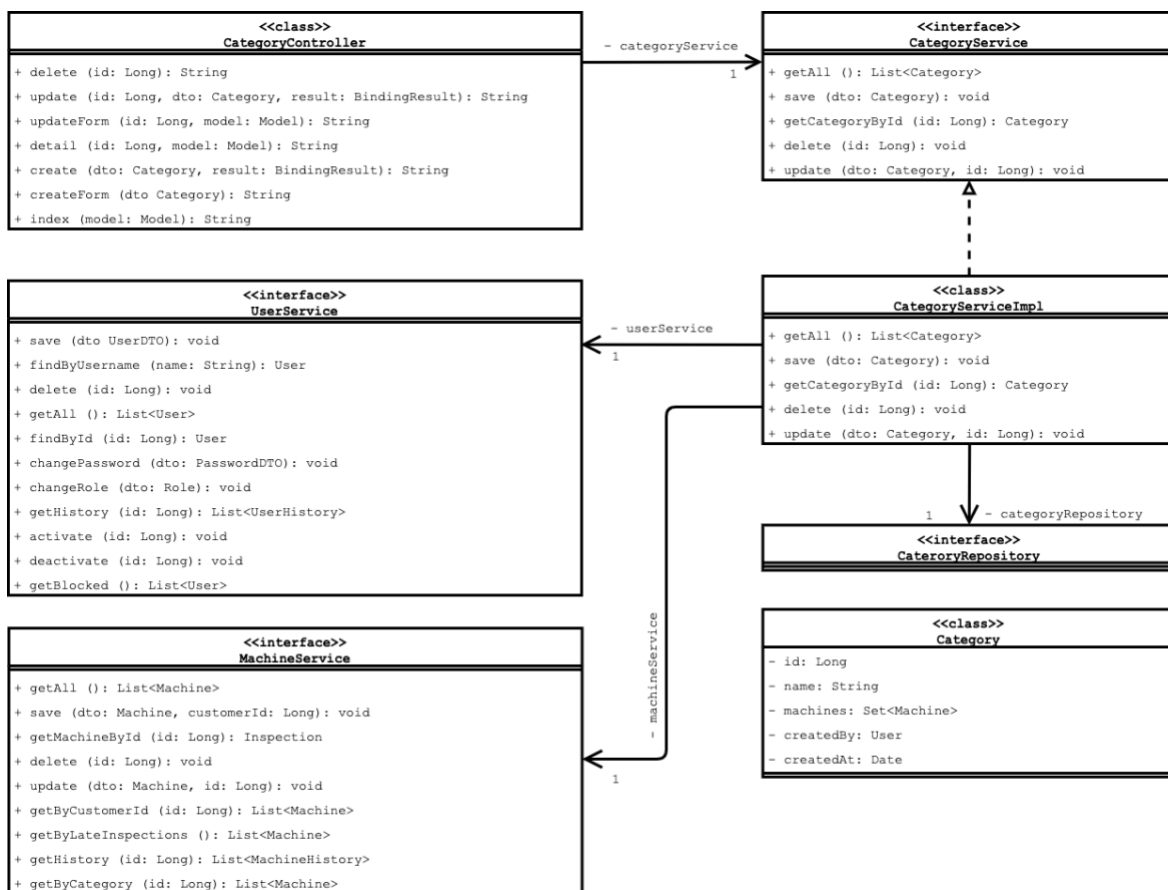 <<class>>
CategoryController
+ delete (id: Long): String
+ update (id: Long, dto: Category, result: BindingResult): String
+ updateForm (id: Long, model: Model): String
+ detail (id: Long, model: Model): String
+ create (dto: Category, result: BindingResult): String
+ createForm (dto Category): String
+ index (model: Model): String
- categoryService
1
<<interface>>
CategoryService
+ getAll (): List<Category>
+ save (dto: Category): void
+ getCategoryById (id: Long): Category
+ delete (id: Long): void
+ update (dto: Category, id: Long): void
<<interface>>
UserService
+ save (dto UserDTO): void
+ findByUsername (name: String): User
+ delete (id: Long): void
+ getAll (): List<User>
+ findById (id: Long): User
+ changePassword (dto: PasswordDTO): void
+ changeRole (dto: Role): void
+ getHistory (id: Long): List<UserHistory>
+ activate (id: Long): void
+ deactivate (id: Long): void
+ getBlocked (): List<User>
- userService
1
<<class>>
CategoryServiceImpl
+ getAll (): List<Category>
+ save (dto: Category): void
+ getCategoryById (id: Long): Category
+ delete (id: Long): void
+ update (dto: Category, id: Long): void
1
- categoryRepository
<<interface>>
CateroryRepository
<<interface>>
MachineService
+ getAll (): List<Machine>
+ save (dto: Machine, customerId: Long): void
+ getMachineById (id: Long): Inspection
+ delete (id: Long): void
+ update (dto: Machine, id: Long): void
+ getByCustomerId (id: Long): List<Machine>
+ getByLateInspections (): List<Machine>
+ getHistory (id: Long): List<MachineHistory>
+ getByCategory (id: Long): List<Machine>
- machineService
1
<<class>>
Category
- id: Long
- name: String
- machines: Set<Machine>
- createdBy: User
- createdAt: Date